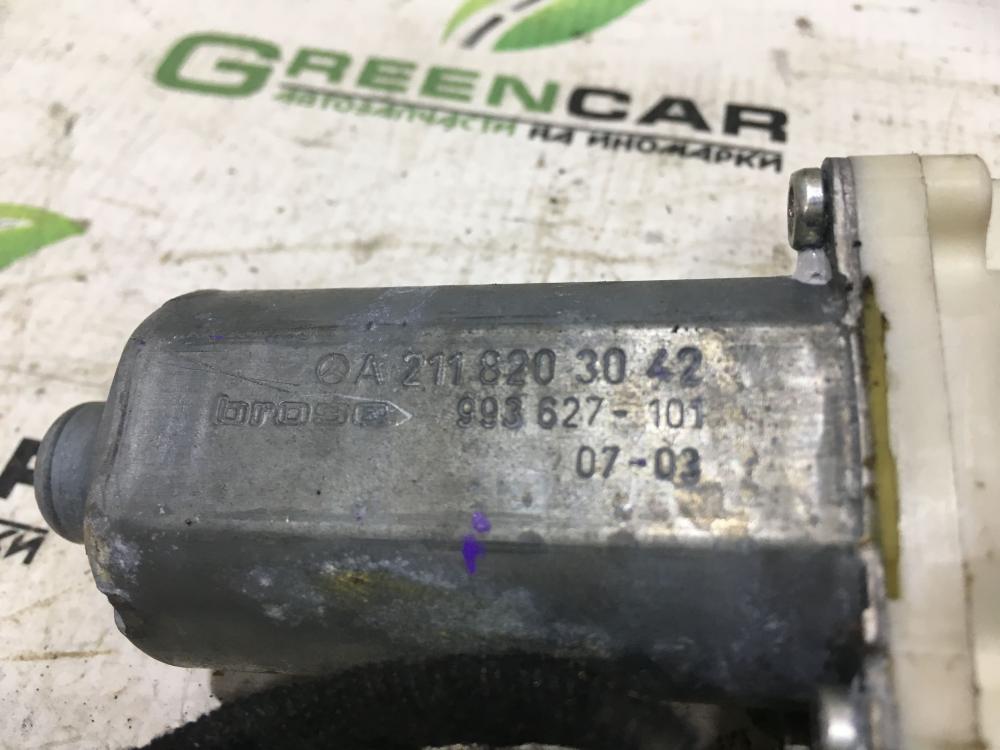 GREENCAR
автозапчасти на иномарки
A 211 820 30 42
brose 993 627-101
07-03